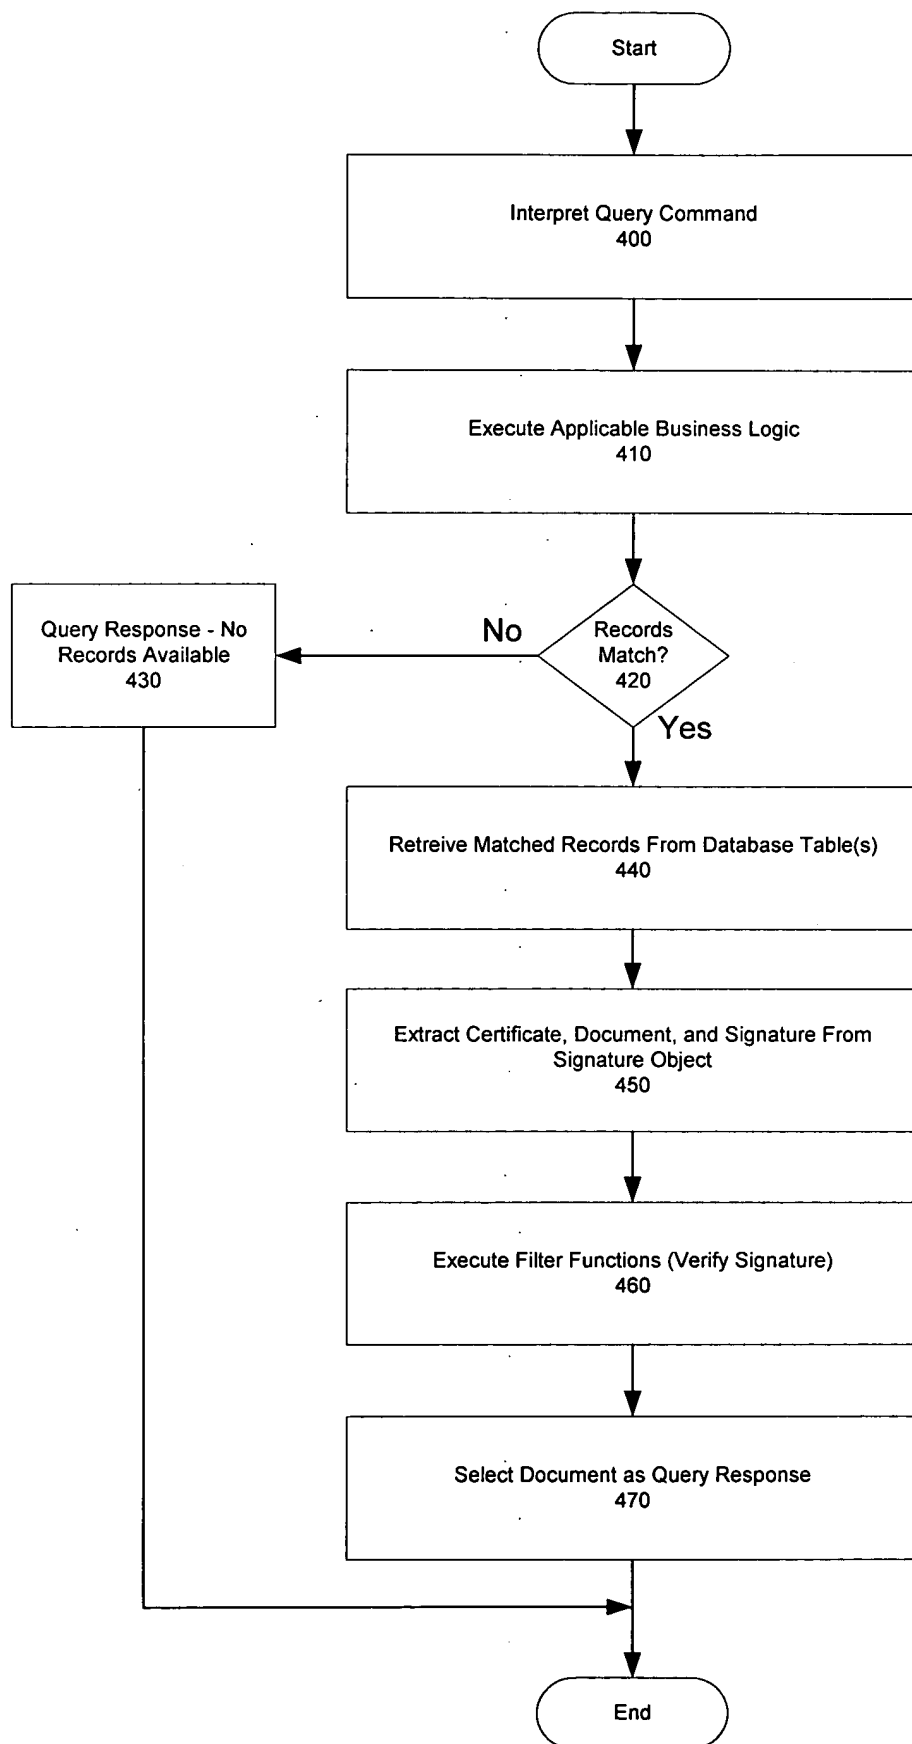 Start
Interpret Query Command
400
Execute Applicable Business Logic
410
Records
Match?
420
No
Query Response - No
Records Available
430
Yes
Retreive Matched Records From Database Table(s)
440
Extract Certificate, Document, and Signature From
Signature Object
450
Execute Filter Functions (Verify Signature)
460
Select Document as Query Response
470
End